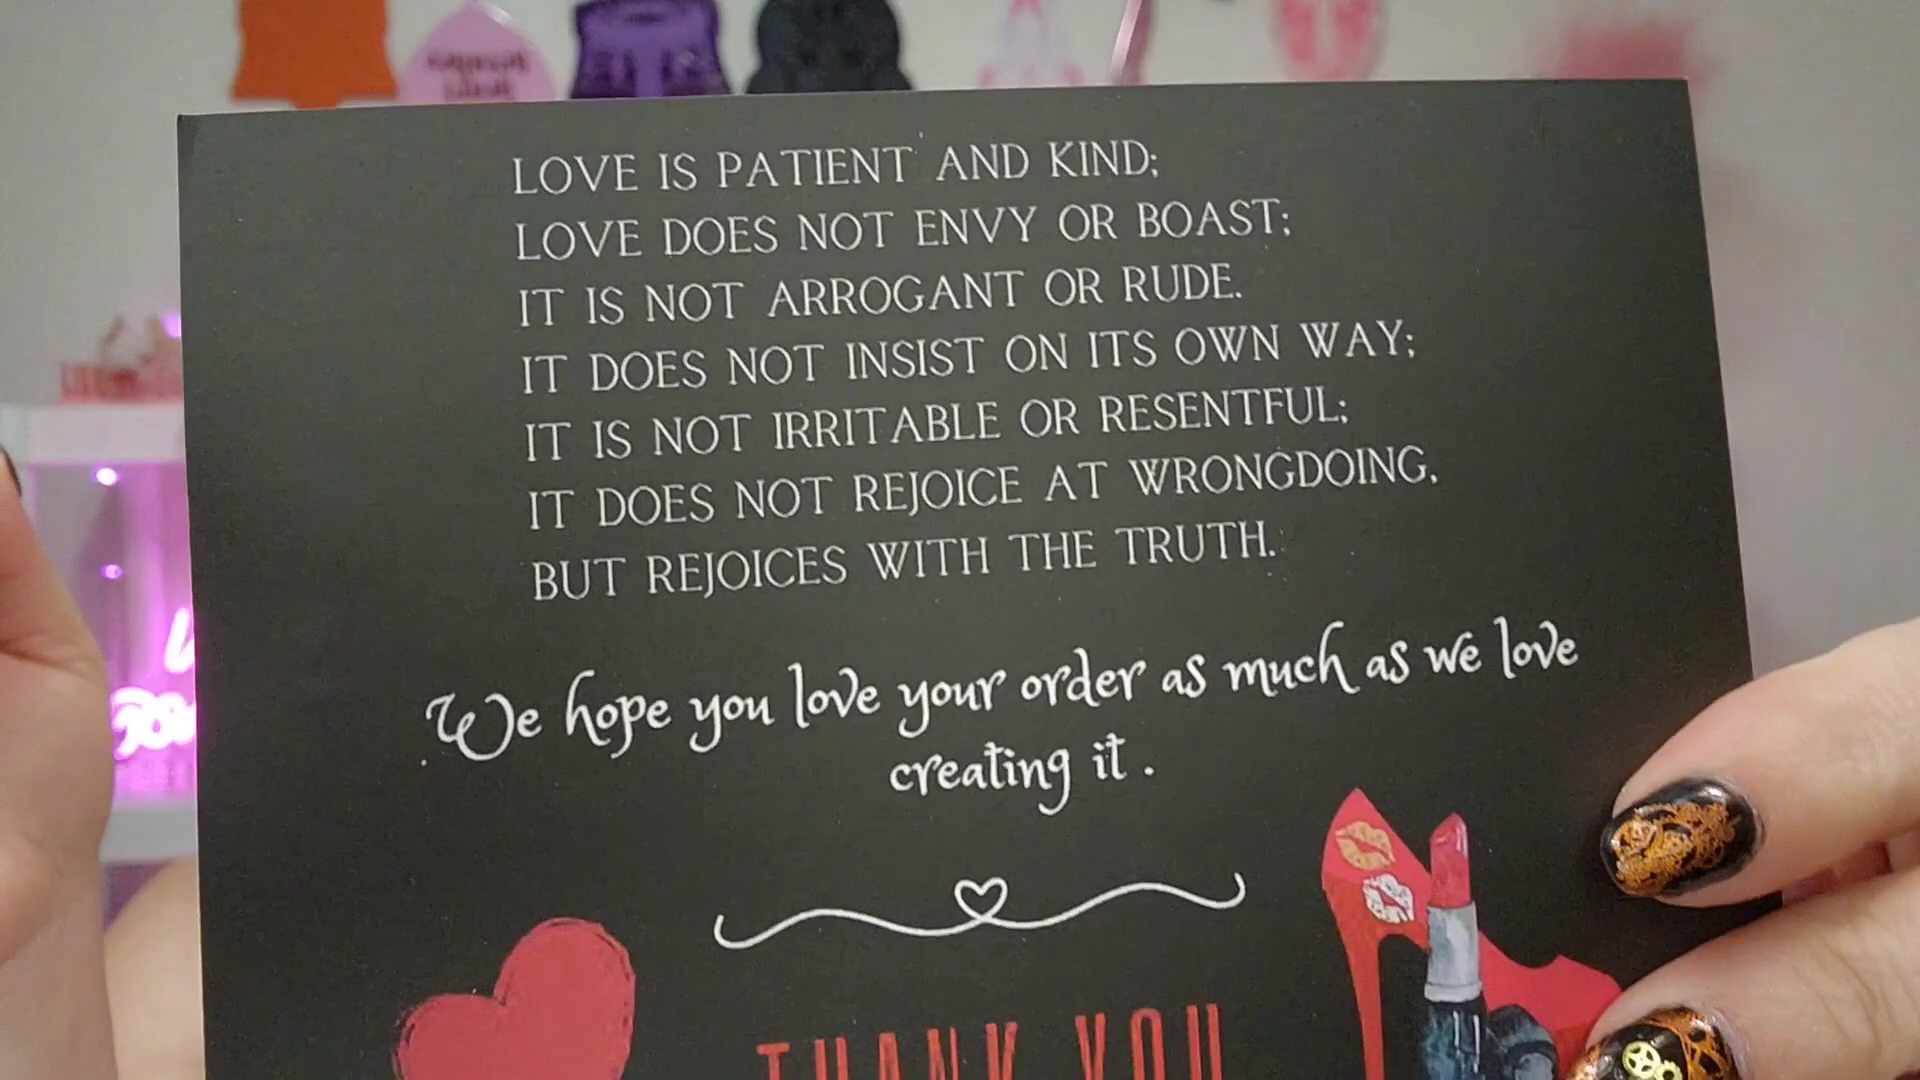 LOVE IS PATIENT AND KIND;
LOVE DOES NOT ENVY OR BOAST;
IT IS NOT ARROGANT OR RUDE.
IT DOES NOT INSIST ON ITS OWN WAY;
IT IS NOT IRRITABLE OR RESENTFUL;
IT DOES NOT REJOICE AT WRONGDOING,
BUT REJOICES WITH THE TRUTH.
We hope you love your order as much as we love
creating it .
THANK YOU